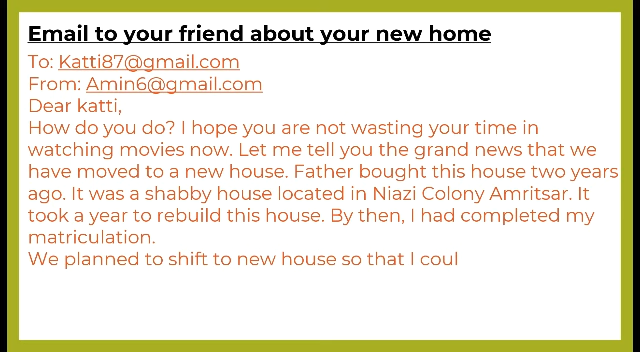 Email to your friend about your new home
To: Katti87@gmail.com
From: Amin6@gmail.com
Dear katti,
How do you do? I hope you are not wasting your time in
watching movies now. Let me tell you the grand news that we
have moved to a new house. Father bought this house two years
ago. It was a shabby house located in Niazi Colony Amritsar. It
took a year to rebuild this house. By then, I had completed my
matriculation.
We planned to shift to new house so that I coul